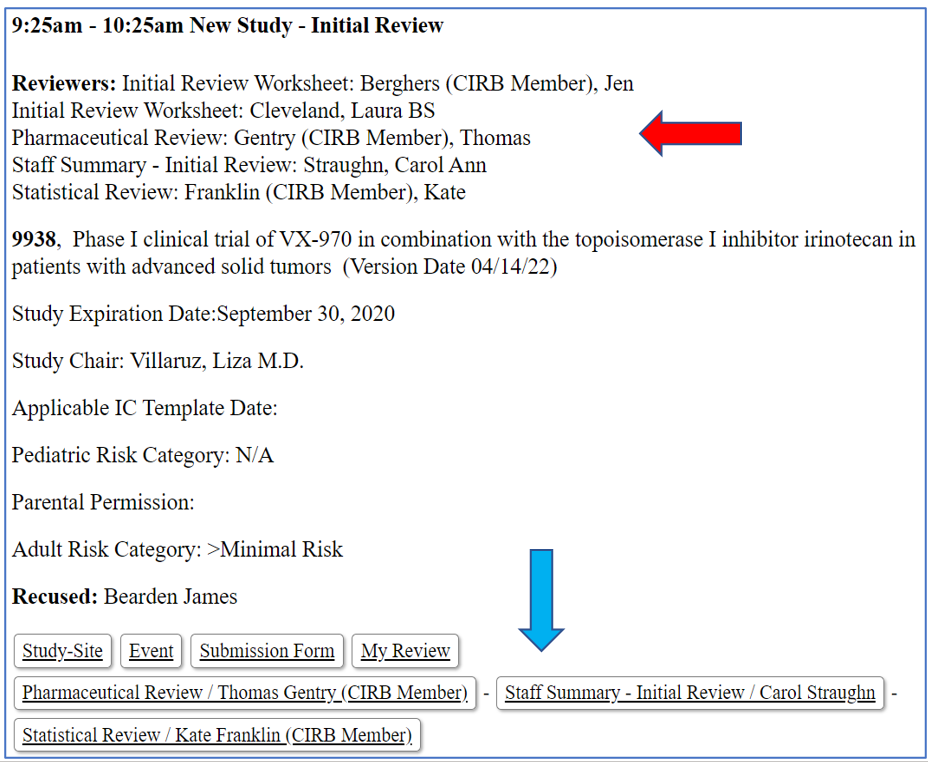 9:25am - 10:25am New Study - Initial Review
Reviewers: Initial Review Worksheet: Berghers (CIRB Member), Jen
Initial Review Worksheet: Cleveland, Laura BS
Pharmaceutical Review: Gentry (CIRB Member), Thomas
Staff Summary - Initial Review: Straughn, Carol Ann
Statistical Review: Franklin (CIRB Member), Kate
9938, Phase I clinical trial of VX-970 in combination with the topoisomerase I inhibitor irinotecan in
patients with advanced solid tumors (Version Date 04/14/22)
Study Expiration Date:September 30, 2020
Study Chair: Villaruz, Liza M.D.
Applicable IC Template Date:
Pediatric Risk Category: N/A
Parental Permission:
Adult Risk Category: >Minimal Risk
Recused: Bearden James
Study-Site Event Submission Form My Review
Pharmaceutical Review / Thomas Gentry (CIRB Member) - Staff Summary - Initial Review / Carol Straughn -
Statistical Review / Kate Franklin (CIRB Member)